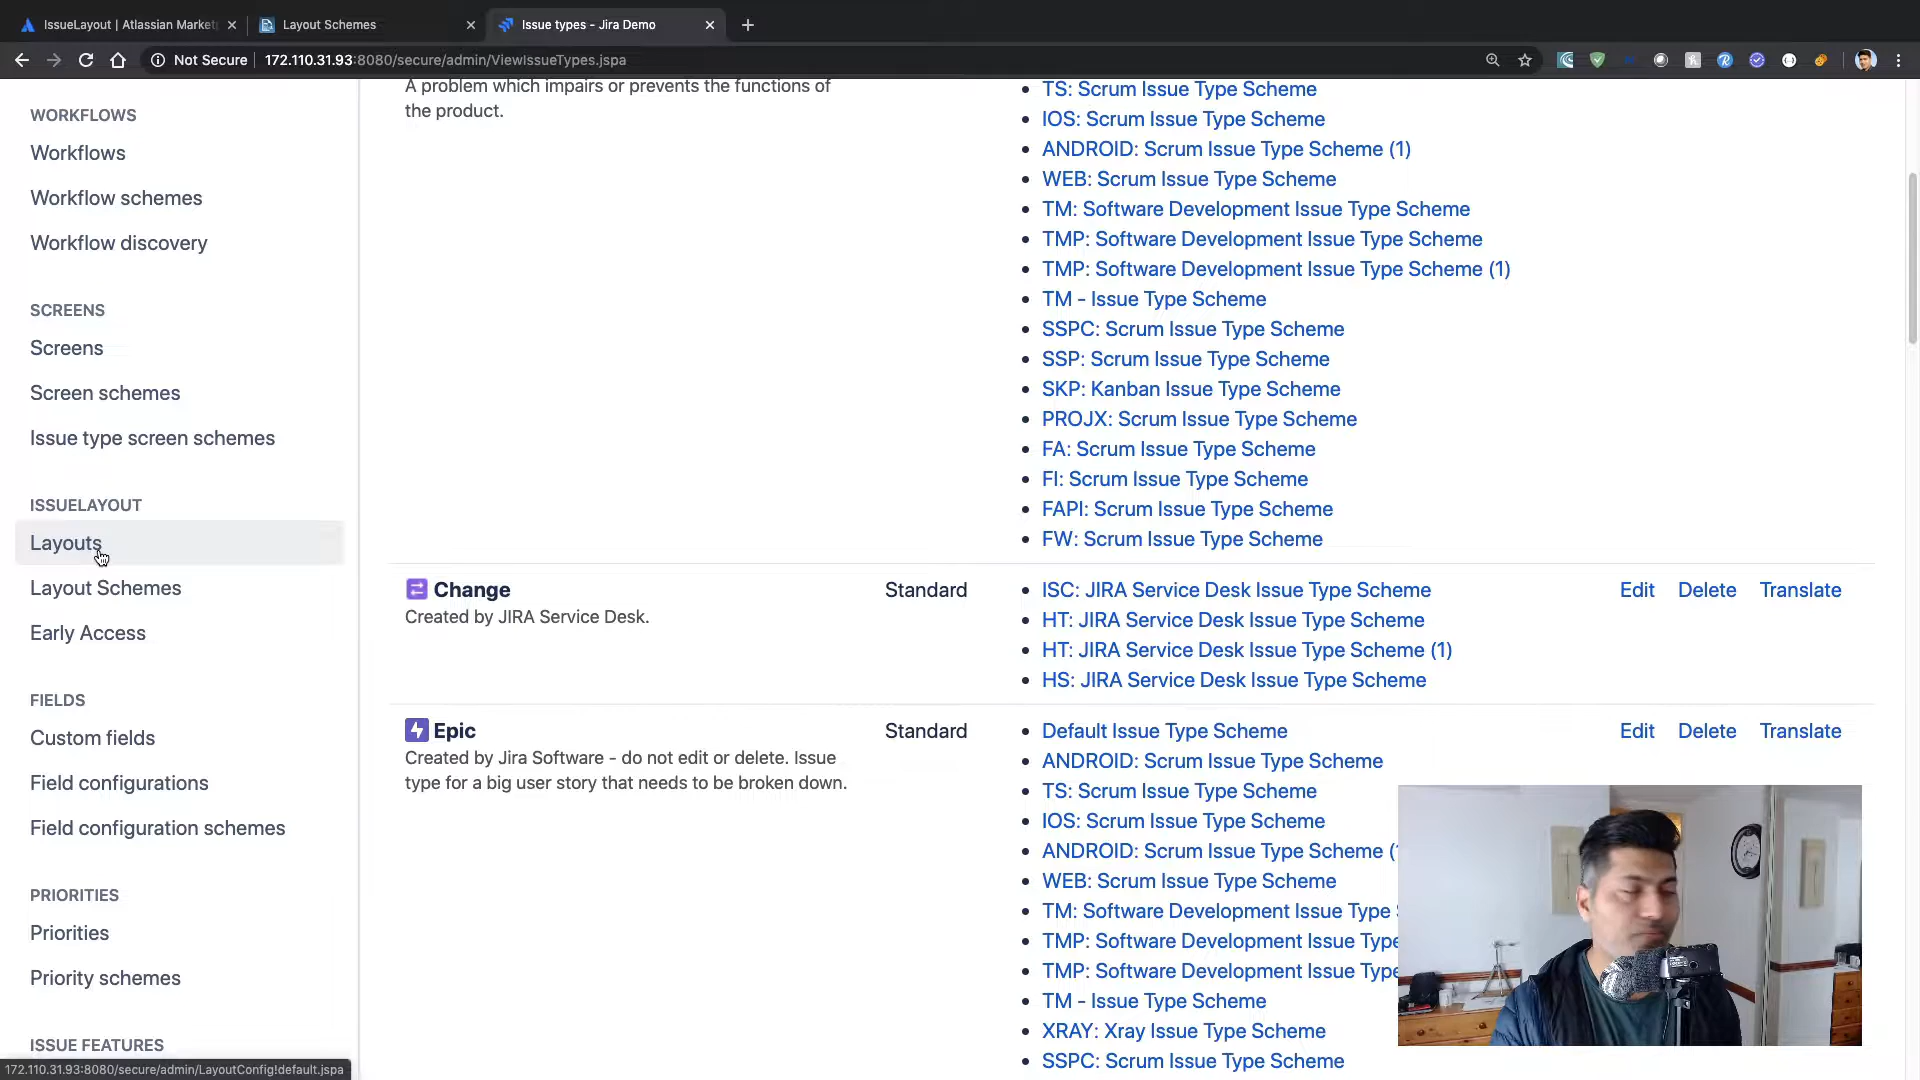 IssueLayout | Atlassian Market
Layout Schemes
Issue types - Jira Demo
Not Secure
172.110.31.93:8080/secure/admin/ViewIssueTypes.jspa
WORKFLOWS
Workflows
Workflow schemes
Workflow discovery
SCREENS
Screens
Screen schemes
Issue type screen schemes
ISSUELAYOUT
Layouts
Layout Schemes
Early Access
FIELDS
Custom fields
Field configurations
Field configuration schemes
PRIORITIES
Priorities
Priority schemes
ISSUE FEATURES
172.110.31.93:8080/secure/admin/LayoutConfig!default.jspa
A problem which impairs or prevents the functions of
the product.
TS: Scrum Issue Type Scheme
IOS: Scrum Issue Type Scheme
ANDROID: Scrum Issue Type Scheme (1)
WEB: Scrum Issue Type Scheme
TM: Software Development Issue Type Scheme
TMP: Software Development Issue Type Scheme
TMP: Software Development Issue Type Scheme (1)
TM - Issue Type Scheme
SSPC: Scrum Issue Type Scheme
SSP: Scrum Issue Type Scheme
SKP: Kanban Issue Type Scheme
PROJX: Scrum Issue Type Scheme
FA: Scrum Issue Type Scheme
FI: Scrum Issue Type Scheme
FAPI: Scrum Issue Type Scheme
FW: Scrum Issue Type Scheme
Change
Created by JIRA Service Desk.
Standard
ISC: JIRA Service Desk Issue Type Scheme
HT: JIRA Service Desk Issue Type Scheme
HT: JIRA Service Desk Issue Type Scheme (1)
HS: JIRA Service Desk Issue Type Scheme
Edit Delete Translate
Epic
Created by Jira Software - do not edit or delete. Issue
type for a big user story that needs to be broken down.
Standard
Default Issue Type Scheme
ANDROID: Scrum Issue Type Scheme
TS: Scrum Issue Type Scheme
IOS: Scrum Issue Type Scheme
ANDROID: Scrum Issue Type Scheme (
WEB: Scrum Issue Type Scheme
TM: Software Development Issue Type
TMP: Software Development Issue Type
TMP: Software Development Issue Type
TM - Issue Type Scheme
XRAY: Xray Issue Type Scheme
SSPC: Scrum Issue Type Scheme
Edit Delete Translate